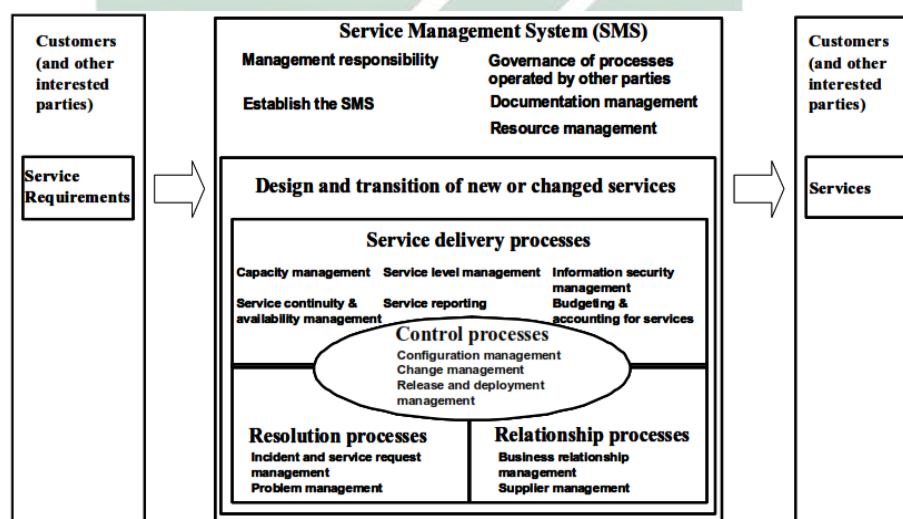 Customers
(and other
interested
parties)
Service
Requirements
Service Management System (SMS)
Management responsibility
Establish the SMS
Governance of processes
operated by other parties
Documentation management
Resource management
Design and transition of new or changed services
Service delivery processes
Capacity management
Service level management
Information security
management
Service continuity &
availability management
Service reporting
Budgeting &
accounting for services
Control processes
Configuration management
Change management
Release and deployment
management
Resolution processes
Incident and service request
management
Problem management
Relationship processes
Business relationship
management
Supplier management
Customers
(and other
interested
parties)
Services